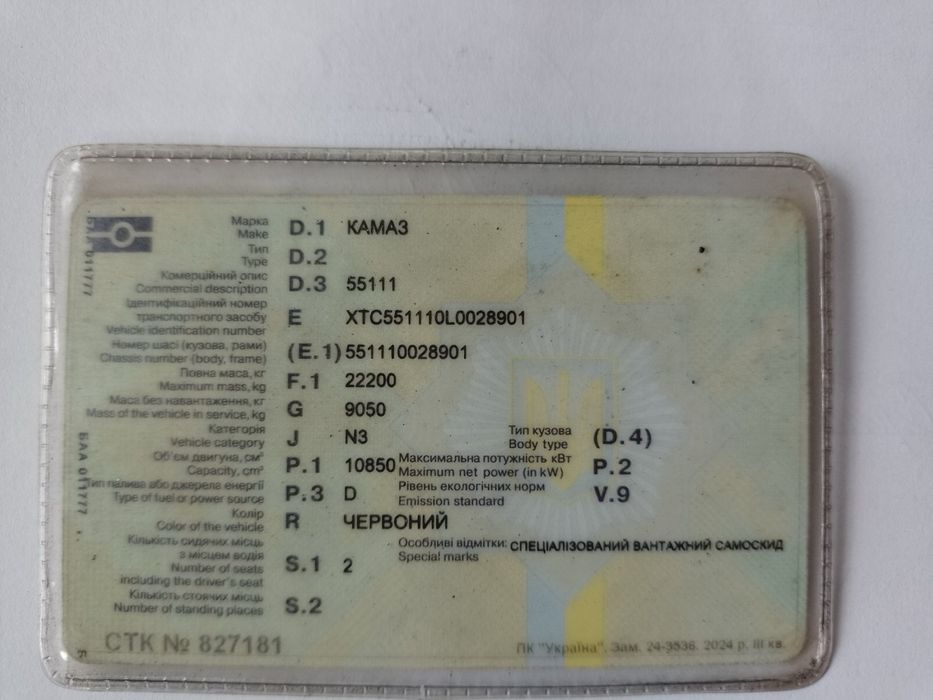 Марка
Make D.1 КАМАЗ
Тип
Type D.2
Комерційний опис
Commercial description D.3 55111
Ідентифікаційний номер
транспортного засобу E XTC551110L0028901
Vehicle identification number
Номер шасі (кузова, рами)
Chassis number (body, frame) (E.1) 551110028901
Повна маса, кг
Maximum mass, kg F.1 22200
Маса без навантаження, кг
Mass of the vehicle in service, kg G 9050
Категорія
Vehicle category J N3
Тип кузова
Body type (D.4)
Об'єм двигуна, см³
Capacity, cm³ P.1 10850
Максимальна потужність кВт
Maximum net power (in kW) P.2
Тип палива або джерела енергії
Type of fuel or power source P.3 D
Рівень екологічних норм
Emission standard V.9
Колір
Color of the vehicle R ЧЕРВОНИЙ
Кількість сидячих місць
з місцем водія
Number of seats S.1 2
including the driver's seat
Особливі відмітки: СПЕЦІАЛІЗОВАНИЙ ВАНТАЖНИЙ САМОСКИД
Special marks
Кількість стоячих місць
Number of standing places S.2
СТК № 827181
ПК "Україна". Зам. 24-3536. 2024 р. III кв.
БАА 011777